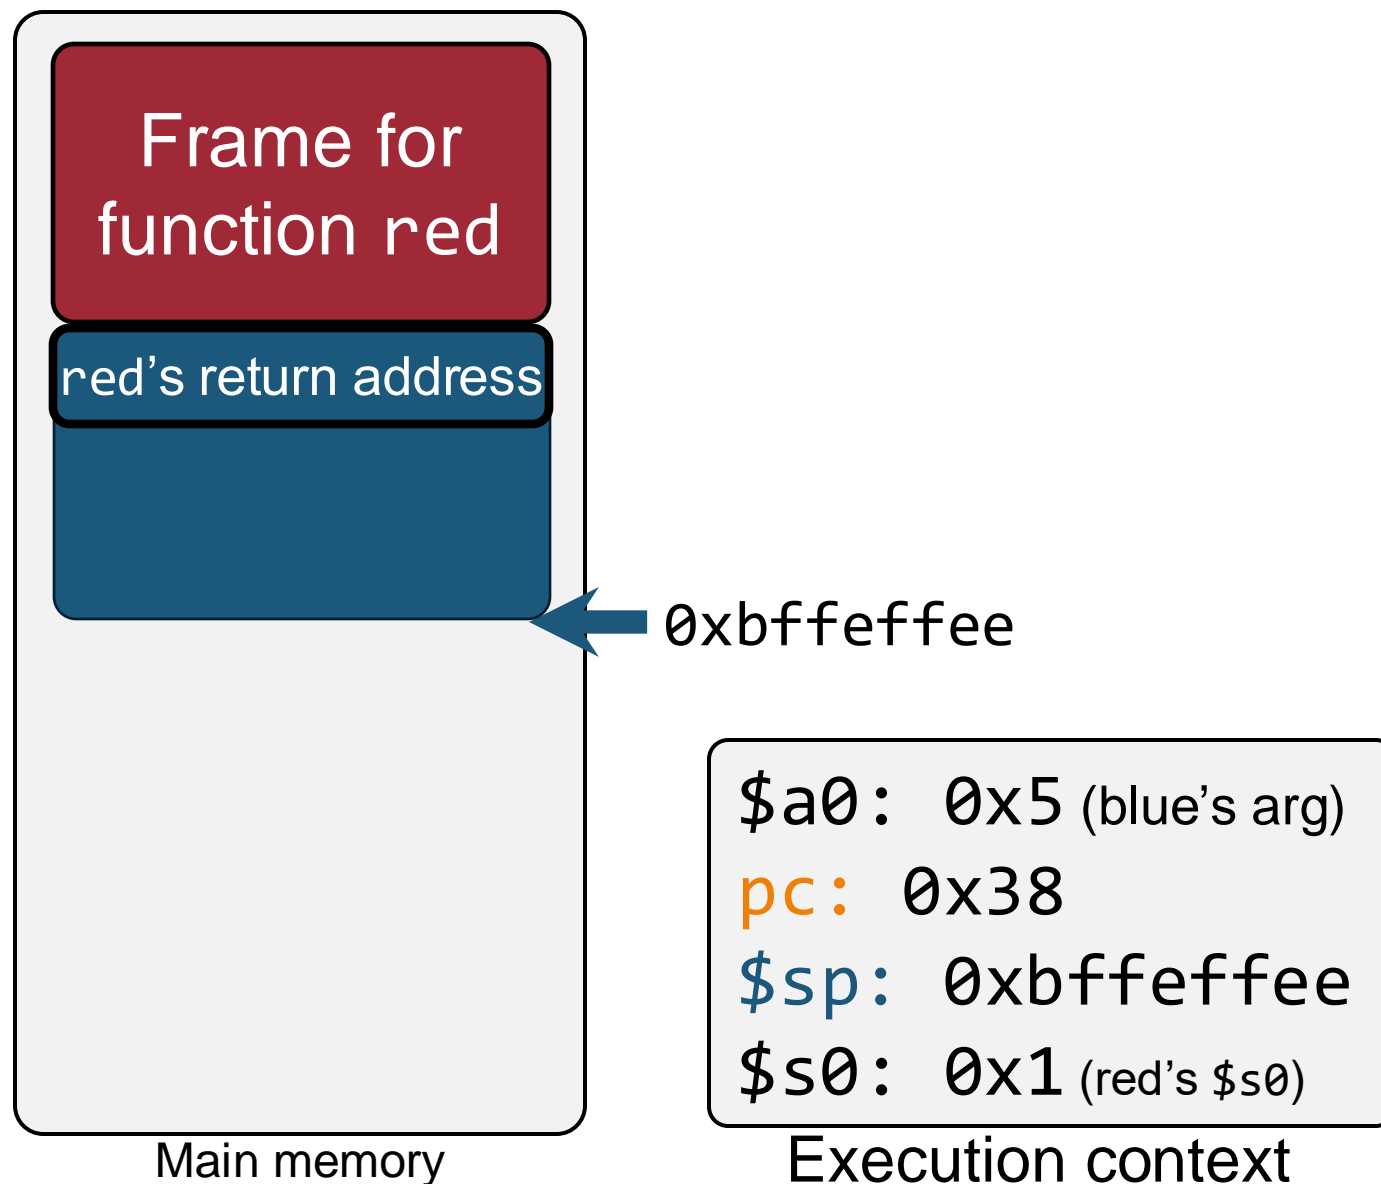 Frame for
function red
red’s return address
0xbffeffee
$a0: 0x5 (blue’s arg)
pc: 0x38
$sp: 0xbffeffee
$s0: 0x1 (red’s $s0)
Main memory
Execution context